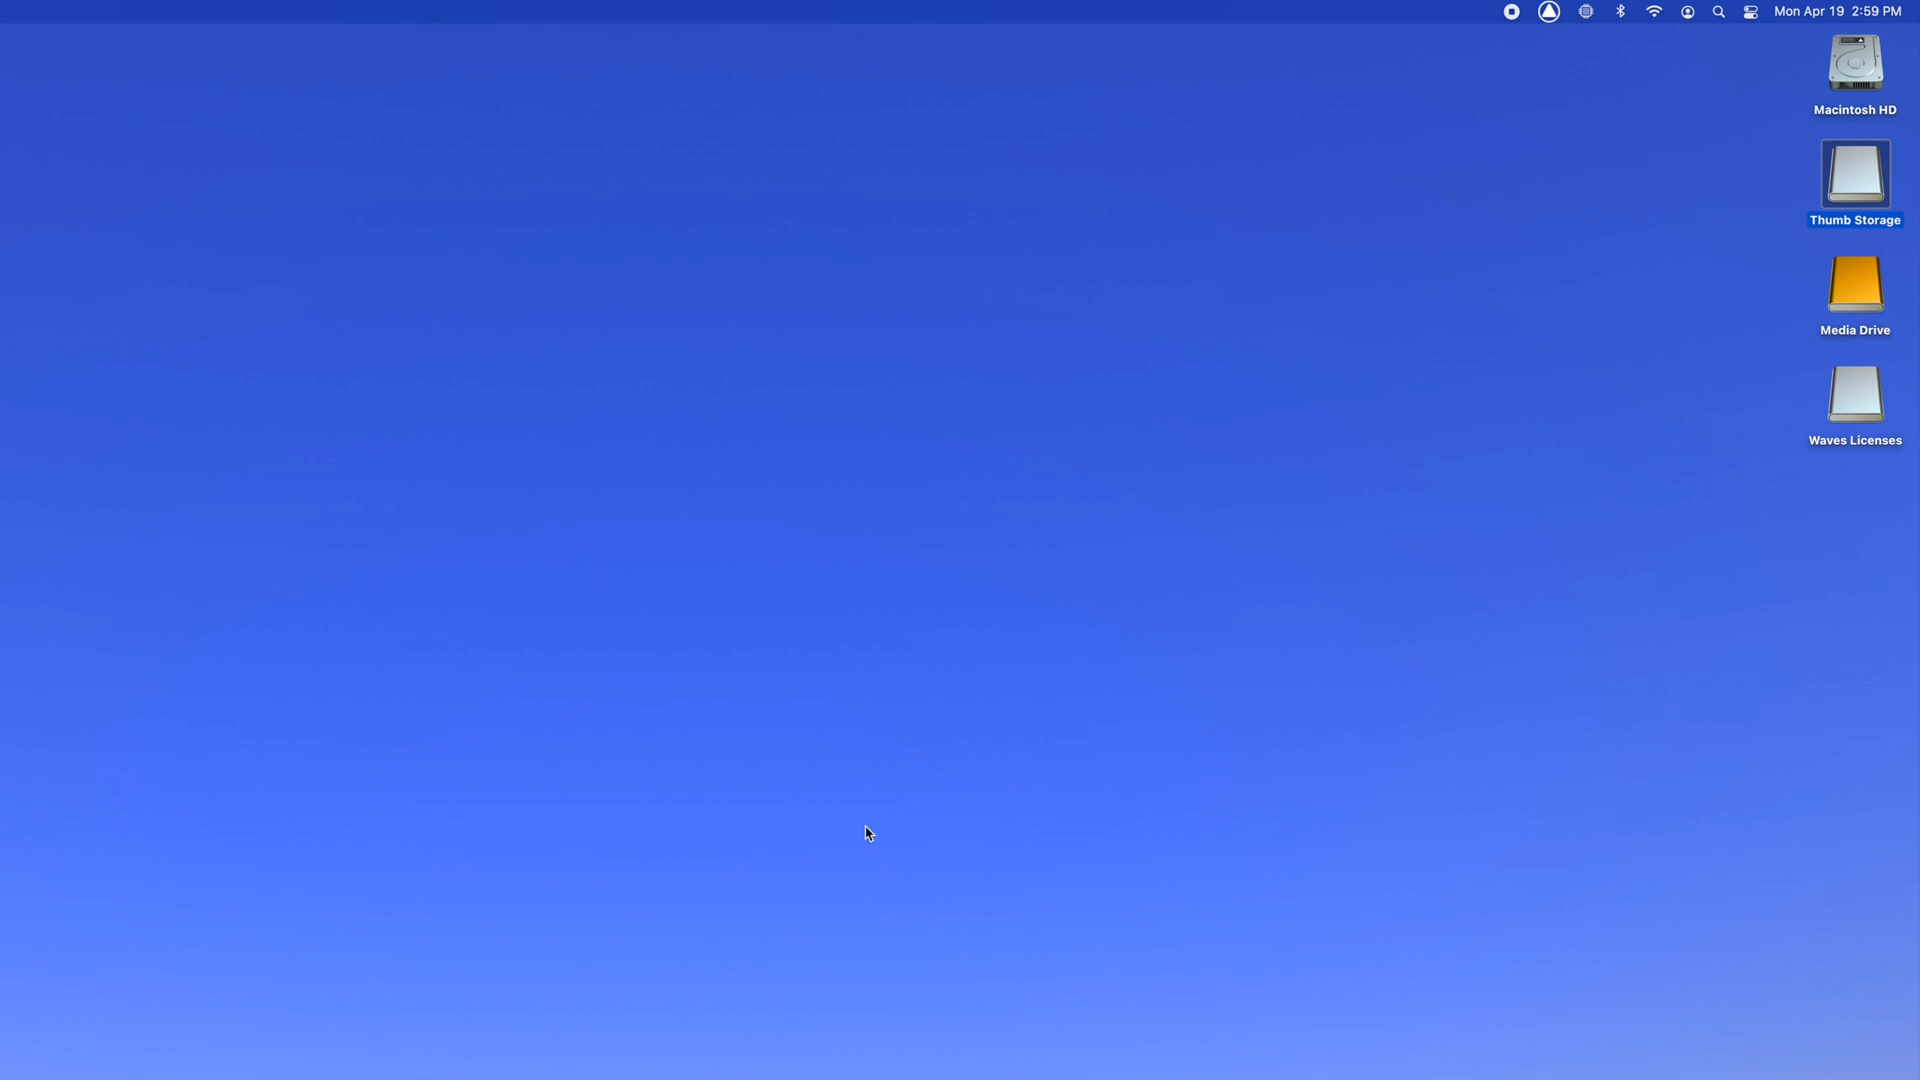 Mon Apr 19 2:59 PM
Macintosh HD
Thumb Storage
Media Drive
Waves Licenses